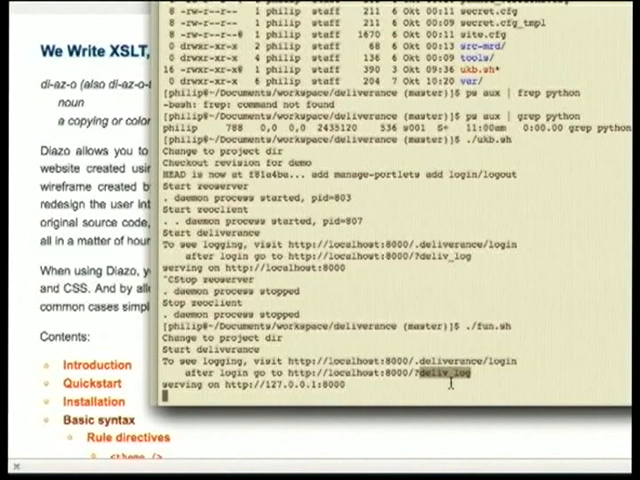 We Write XSLT,
di-az-o (also di-az-o-
noun
a copying or color
Diazo allows you to
website created using
wireframe created b
redesign the user int
original source code,
all in a matter of hour
When using Diazo, y
and CSS. And by all
common cases simpl
Contents:
Introduction
Quickstart
Installation
Basic syntax
Rule directives
<theme />
8 -rw-r--r-- 1 philip staff 211 6 Okt 00:11 secret.cfg
8 -rw-r--r-- 1 philip staff 211 6 Okt 00:09 secret.cfg_tmpl
8 -rw-r--r--@ 1 philip staff 1670 6 Okt 00:11 site.cfg
0 drwxr-xr-x 2 philip staff 68 6 Okt 00:13 src-mrd/
0 drwxr-xr-x 4 philip staff 136 6 Okt 00:09 tools/
16 -rwxr-xr-x@ 1 philip staff 390 3 Okt 09:36 ukb.sh*
0 drwxr-xr-x 6 philip staff 204 7 Okt 10:20 var/
[philip@~/Documents/workspace/deliverance (master)]$ pw aux | frep python
-bash: frep: command not found
[philip@~/Documents/workspace/deliverance (master)]$ pw aux | grep python
philip 788 0,0 0,0 2435120 536 s001 S+ 11:00am 0:00.00 grep python
[philip@~/Documents/workspace/deliverance (master)]$ ./ukb.sh
Change to project dir
Checkout revision for demo
HEAD is now at f81a4ba... add manage-portlets add login/logout
Start zeoserver
. daemon process started, pid=803
Start zeoclient
. . daemon process started, pid=807
Start deliverance
To see logging, visit http://localhost:8000/.deliverance/login
after login go to http://localhost:8000/?deliv_log
serving on http://localhost:8000
^CStop zeoserver
. daemon process stopped
Stop zeoclient
. daemon process stopped
[philip@~/Documents/workspace/deliverance (master)]$ ./fun.sh
Change to project dir
Start deliverance
To see logging, visit http://localhost:8000/.deliverance/login
after login go to http://localhost:8000/?deliv_log
serving on http://127.0.0.1:8000